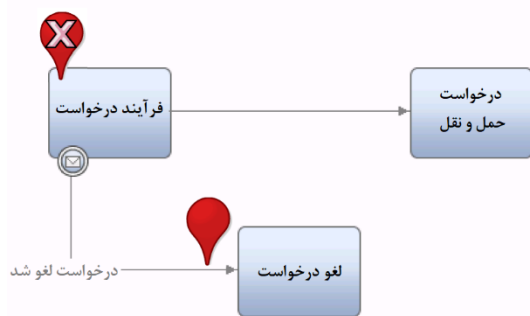 فرآیند درخواست
درخواست
حمل و نقل
درخواست لغو شد
لغو درخواست